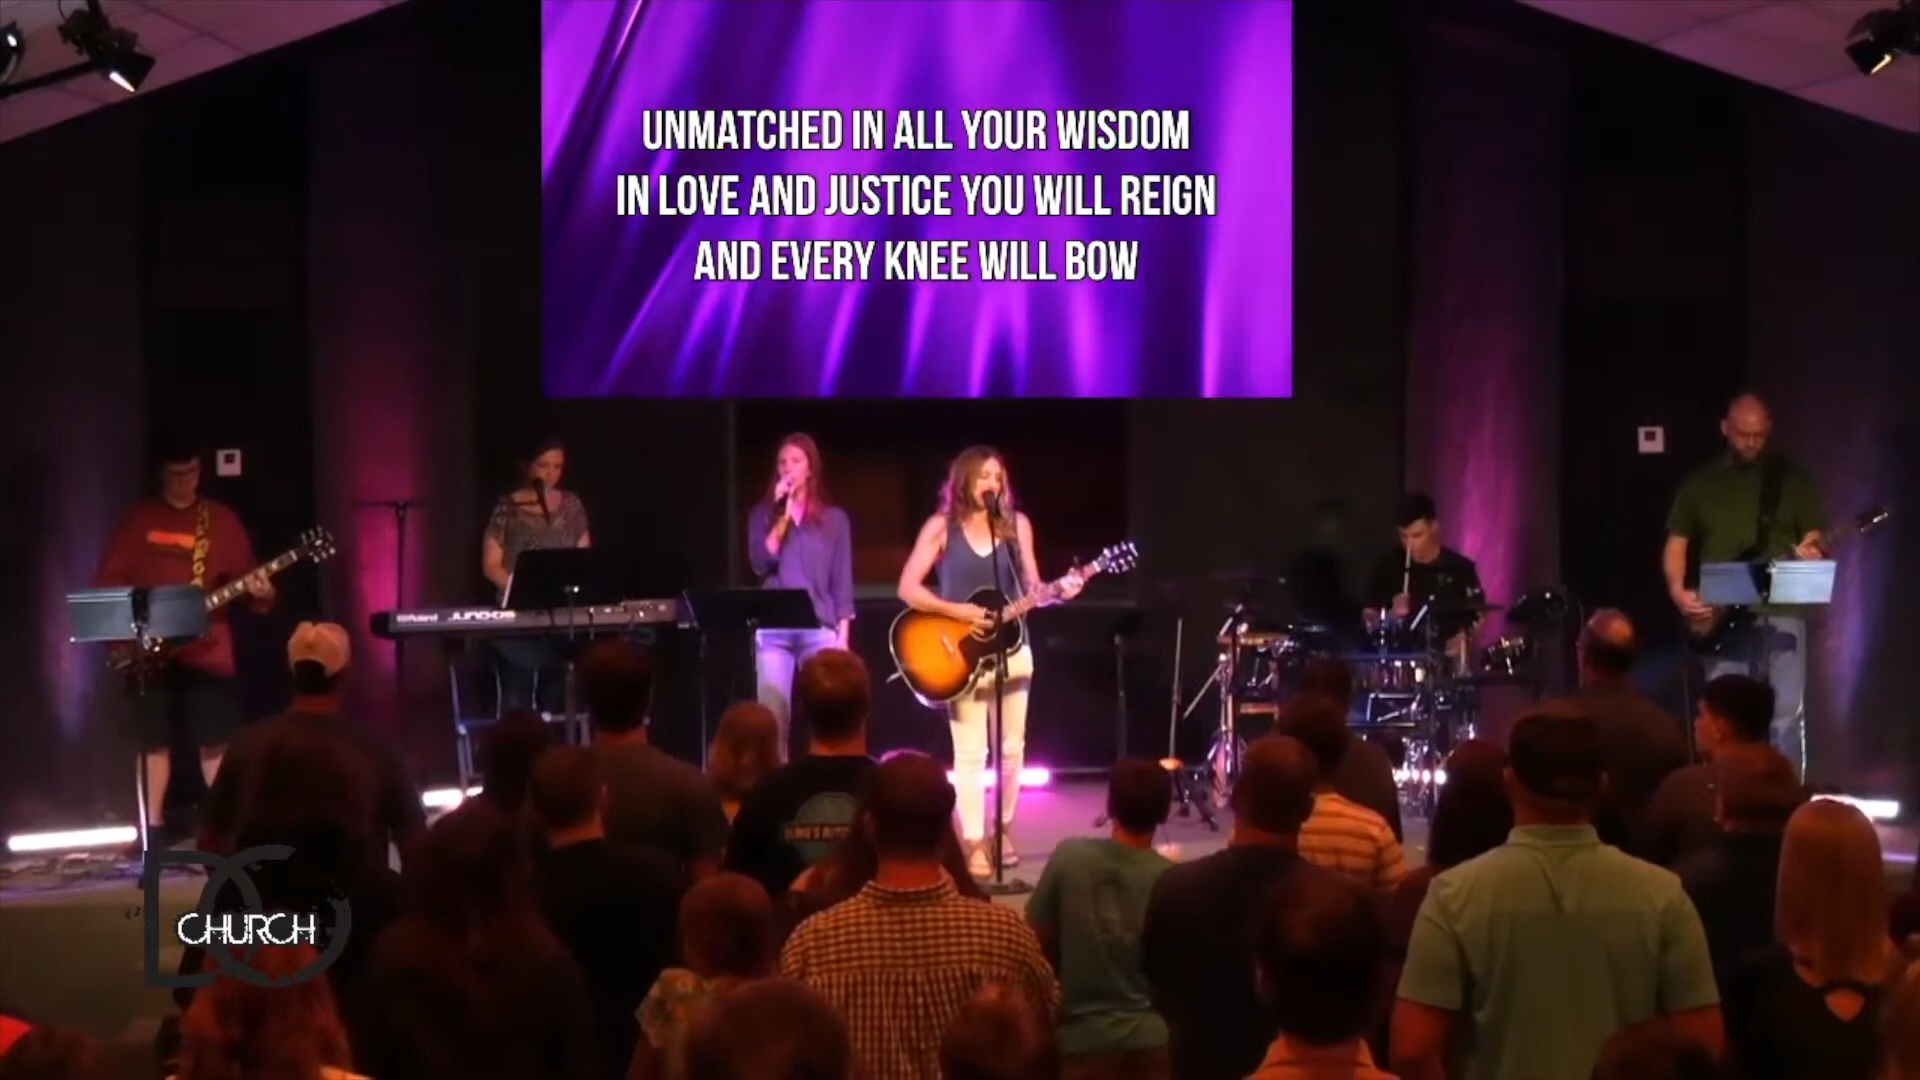 UNMATCHED IN ALL YOUR WISDOM
IN LOVE AND JUSTICE YOU WILL REIGN
AND EVERY KNEE WILL BOW
Roland JUNO-DS
DO
CHURCH